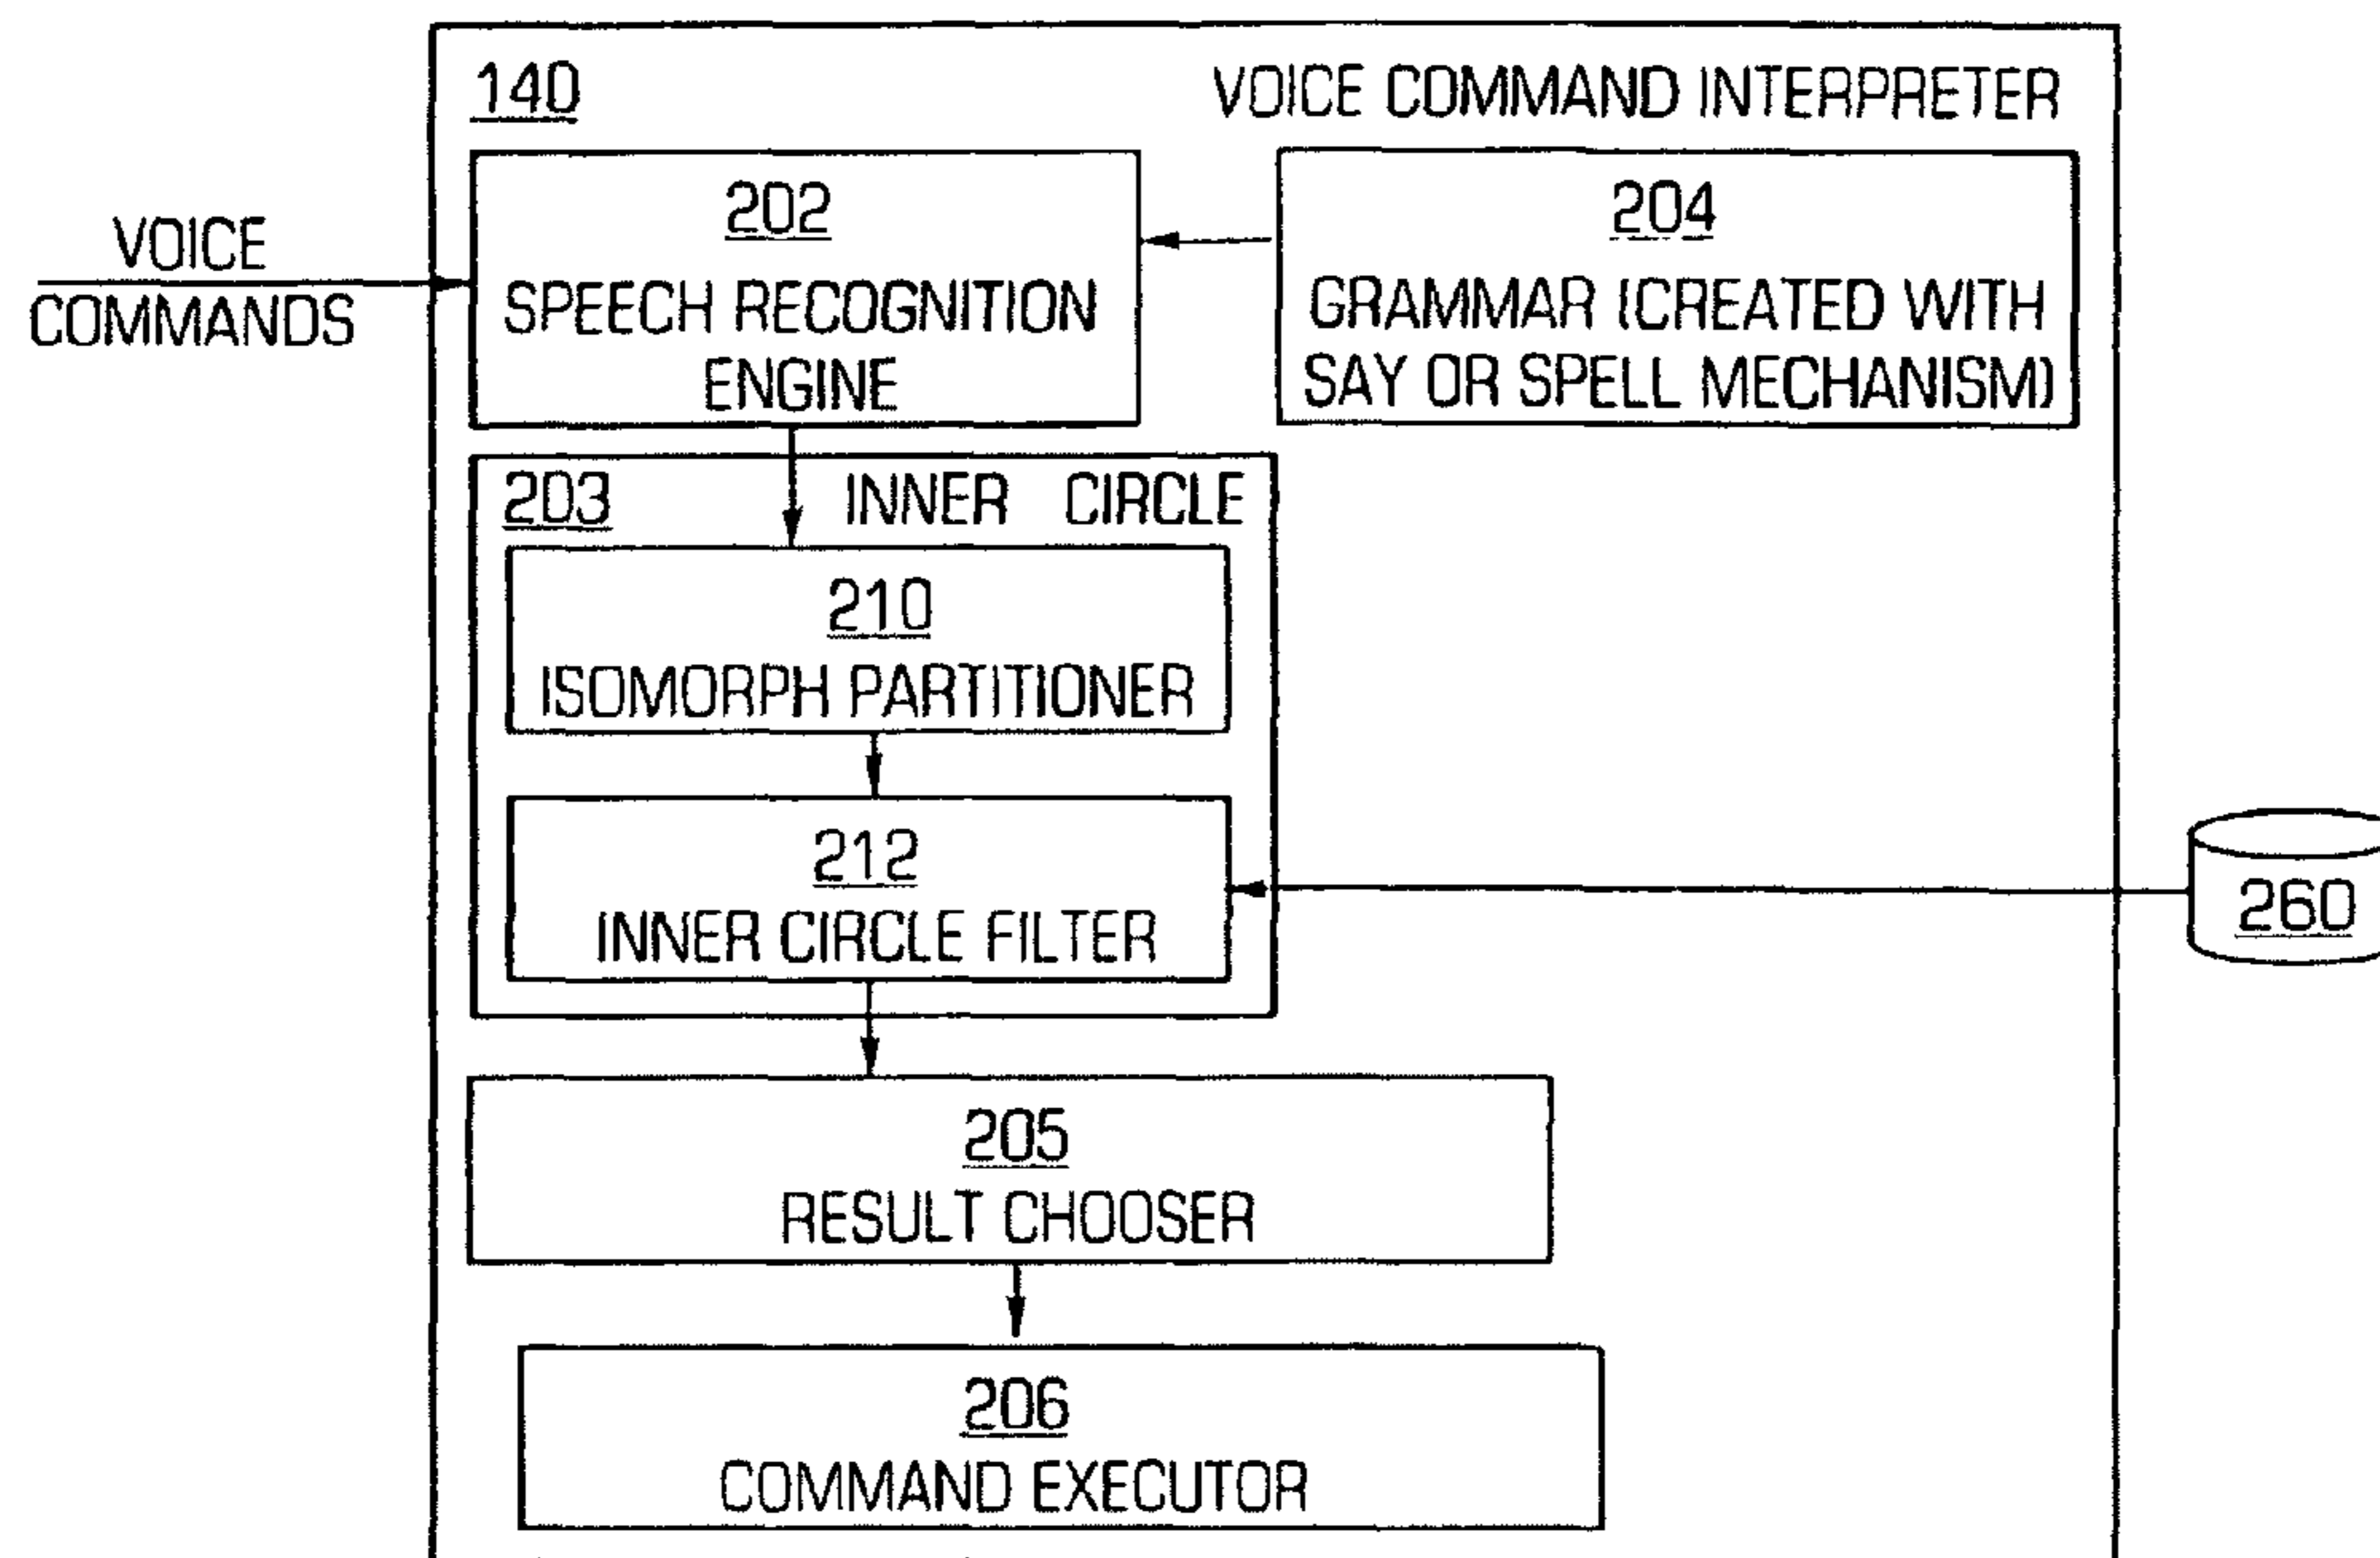 140
VOICE COMMAND INTERPRETER
VOICE
COMMANDS
202
SPEECH RECOGNITION
ENGINE
204
GRAMMAR (CREATED WITH
SAY OR SPELL MECHANISM)
203
INNER CIRCLE
210
ISOMORPH PARTITIONER
212
INNER CIRCLE FILTER
260
205
RESULT CHOOSER
206
COMMAND EXECUTOR